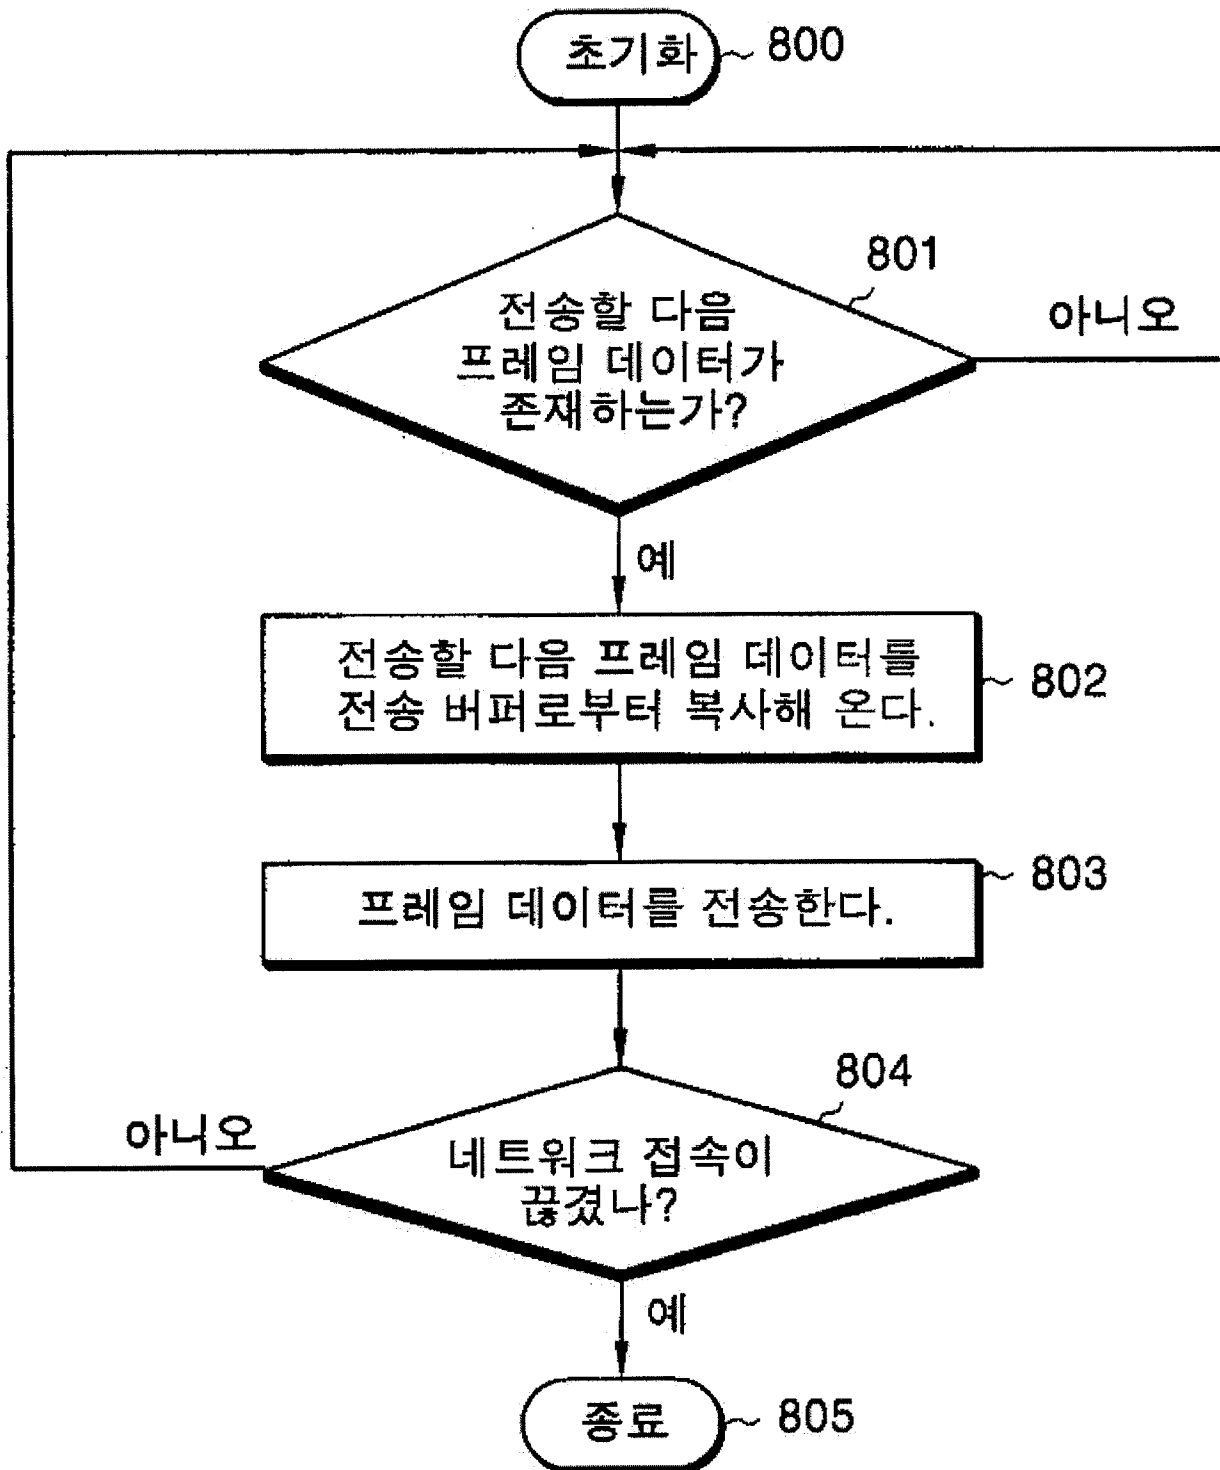 초기화
800
801
전송할 다음
프레임 데이터가
존재하는가?
아니오
예
전송할 다음 프레임 데이터를
전송 버퍼로부터 복사해 온다.
802
프레임 데이터를 전송한다.
803
804
아니오
네트워크 접속이
끊겼나?
예
종료
805